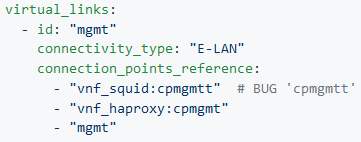 virtual_links:
- id: "mgmt"
connectivity_type: "E-LAN"
connection_points_reference:
- "vnf_squid:cpmgmtt"  # BUG 'cpmgmtt'
- "vnf_haproxy:cpmgmt"
- "mgmt"